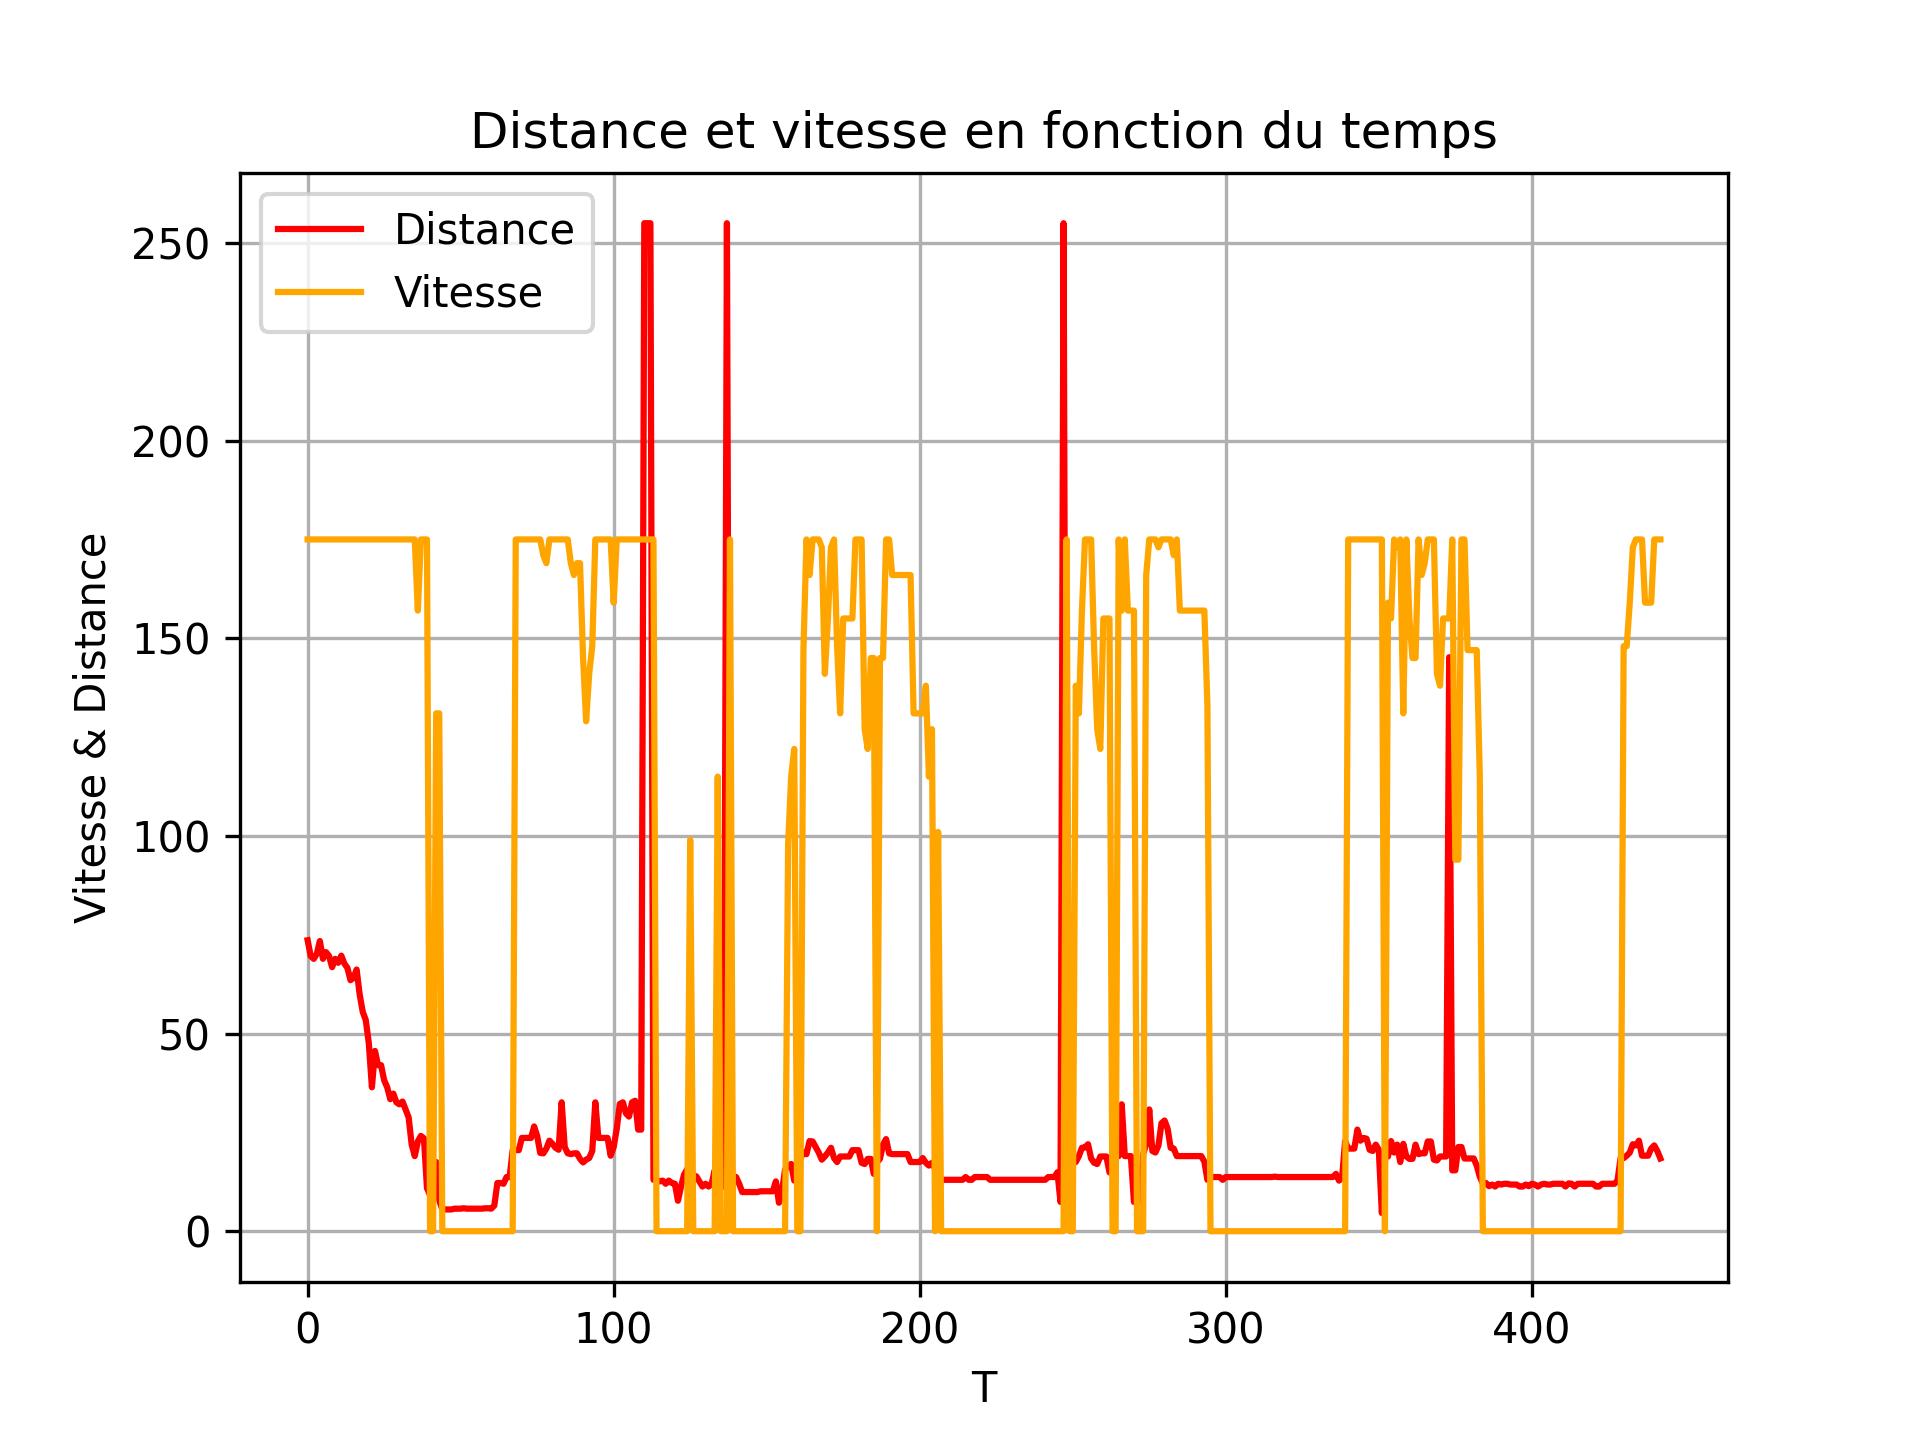 Distance et vitesse en fonction du temps
Distance
Vitesse
250
200
150
100
50
0
Vitesse & Distance
0 100 200 300 400
T